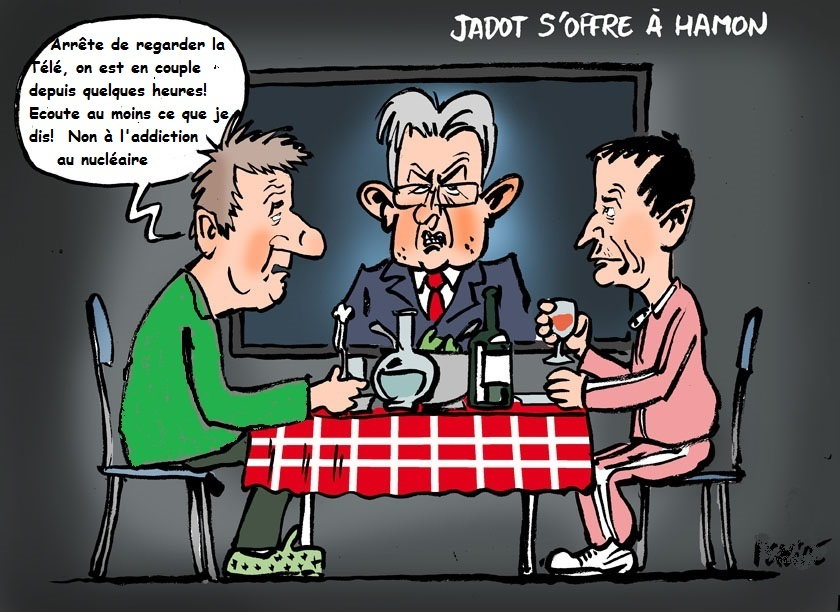 JADOT S'OFFRE À HAMON
Arrête de regarder la
Télé, on est en couple
depuis quelques heures!
Ecoute au moins ce que je
dis! Non à l'addiction
au nucléaire